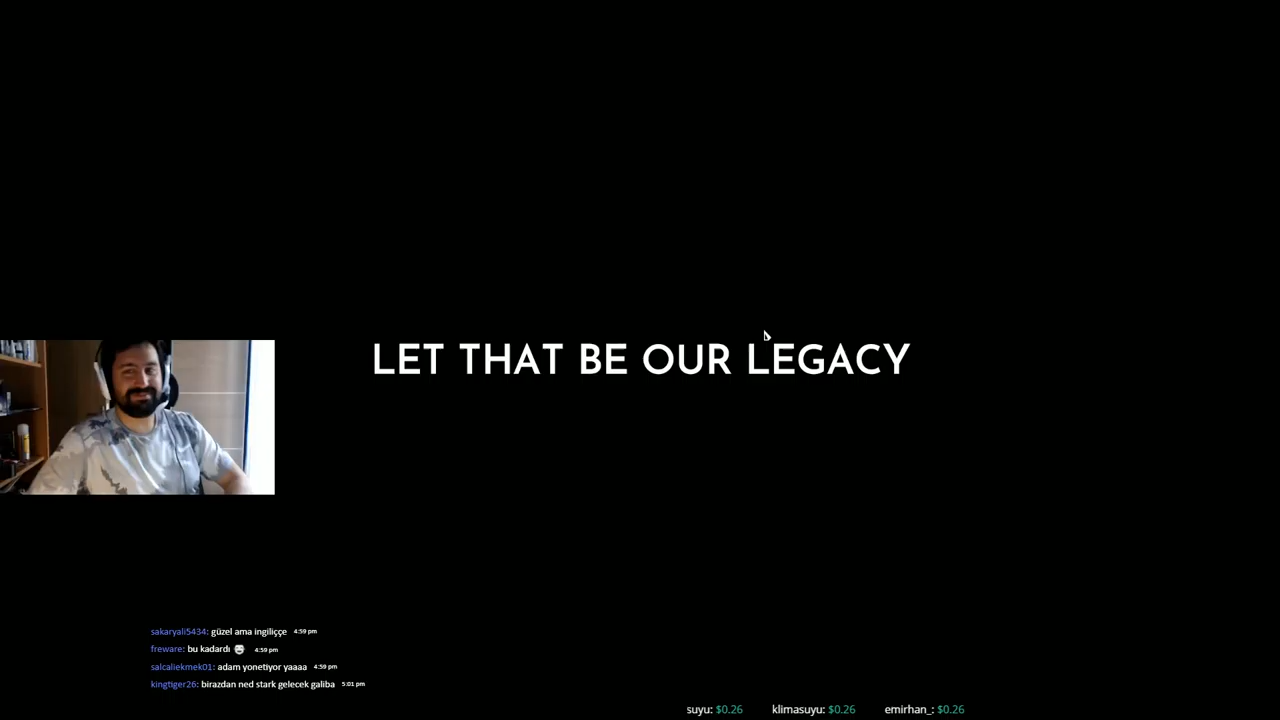 LET THAT BE OUR LEGACY
sakaryali5434: güzel ama ingiliççe 4:59 pm
freware: bu kadardı 4:59 pm
salcaliekmek01: adam yonetiyor yaaaa 4:59 pm
kingtiger26: birazdan ned stark gelecek galiba 5:01 pm
suyu: $0.26 klimasuyu: $0.26 emirhan_: $0.26